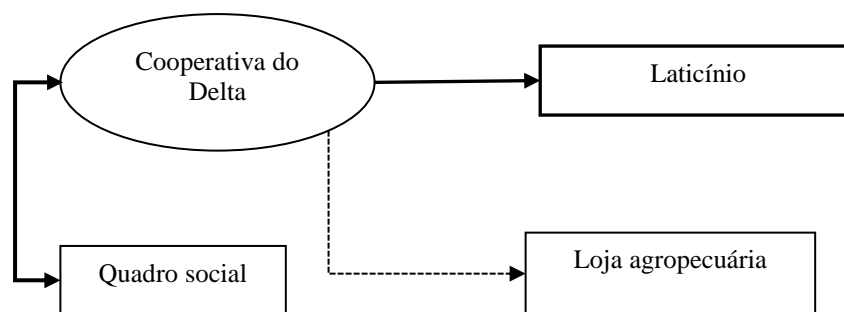 Cooperativa do
Delta
Laticínio
Quadro social
Loja agropecuária